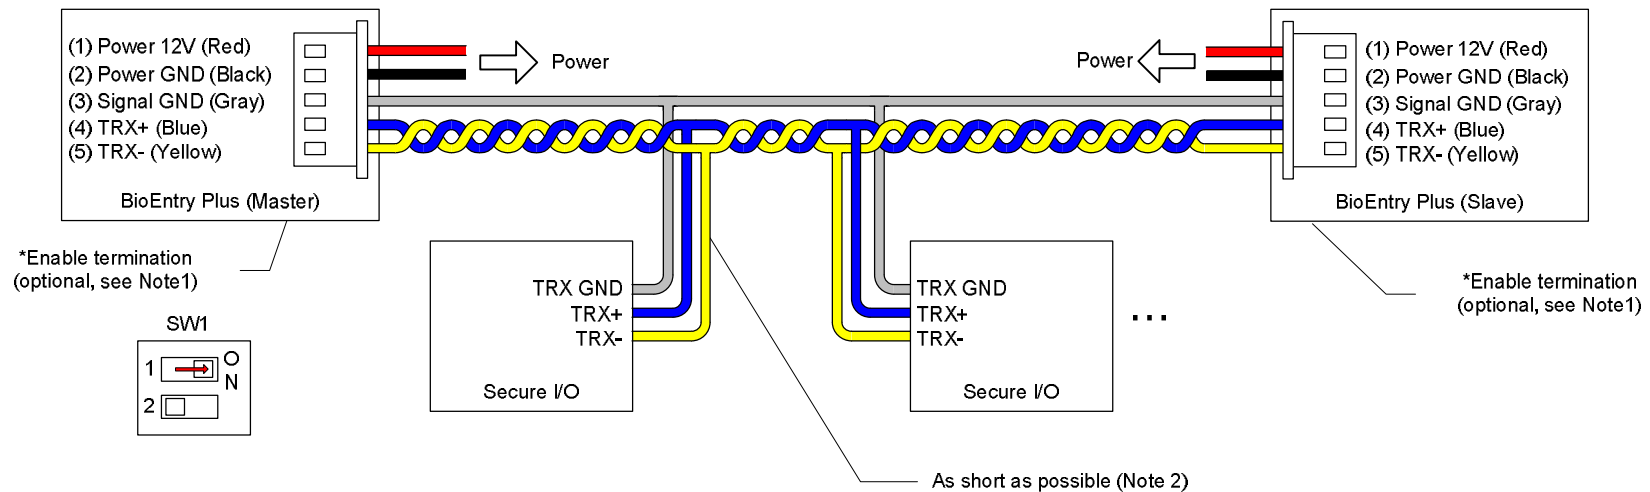 (1) Power 12V (Red)
(2) Power GND (Black)
(3) Signal GND (Gray)
(4) TRX+ (Blue)
(5) TRX- (Yellow)
BioEntry Plus (Master)
Power
Power
(1) Power 12V (Red)
(2) Power GND (Black)
(3) Signal GND (Gray)
(4) TRX+ (Blue)
(5) TRX- (Yellow)
BioEntry Plus (Slave)
*Enable termination
(optional, see Note1)
SW1
1
O
N
2
TRX GND
TRX+
TRX-
Secure I/O
TRX GND
TRX+
TRX-
Secure I/O
...
*Enable termination
(optional, see Note1)
As short as possible (Note 2)